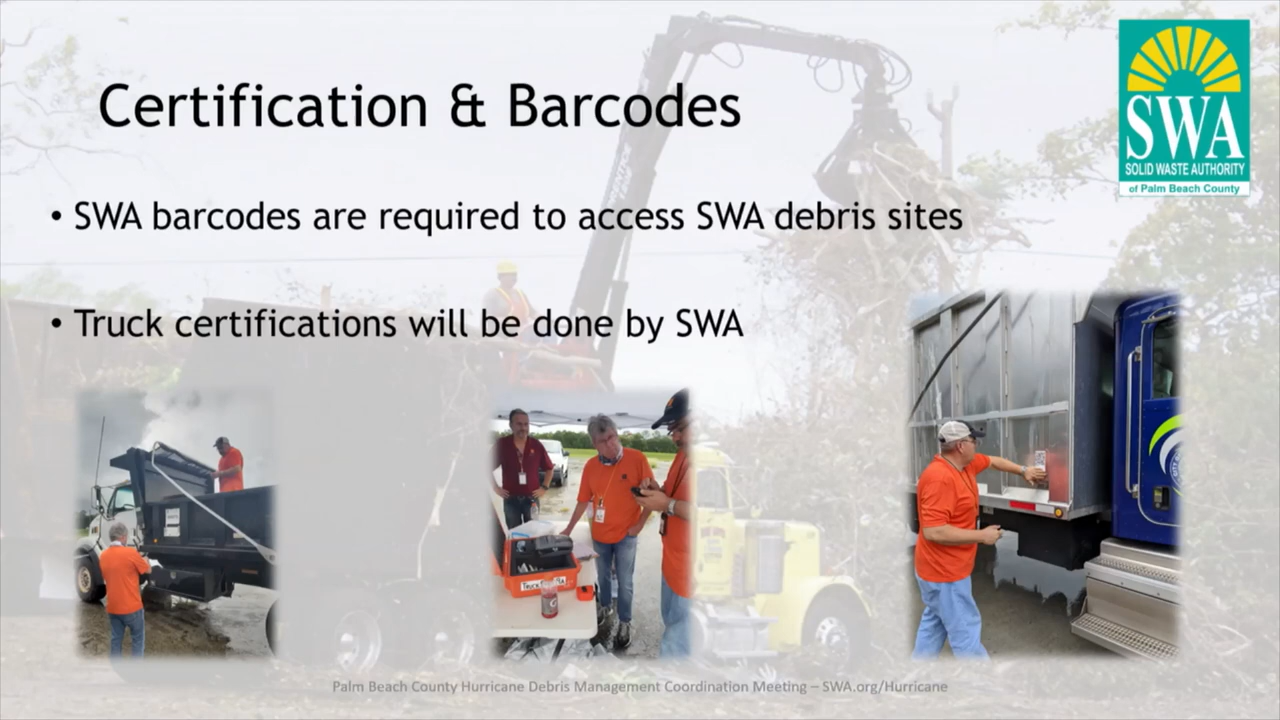 Certification & Barcodes
SWA
SOLID WASTE AUTHORITY
of Palm Beach County
• SWA barcodes are required to access SWA debris sites
• Truck certifications will be done by SWA
Palm Beach County Hurricane Debris Management Coordination Meeting – SWA.org/Hurricane